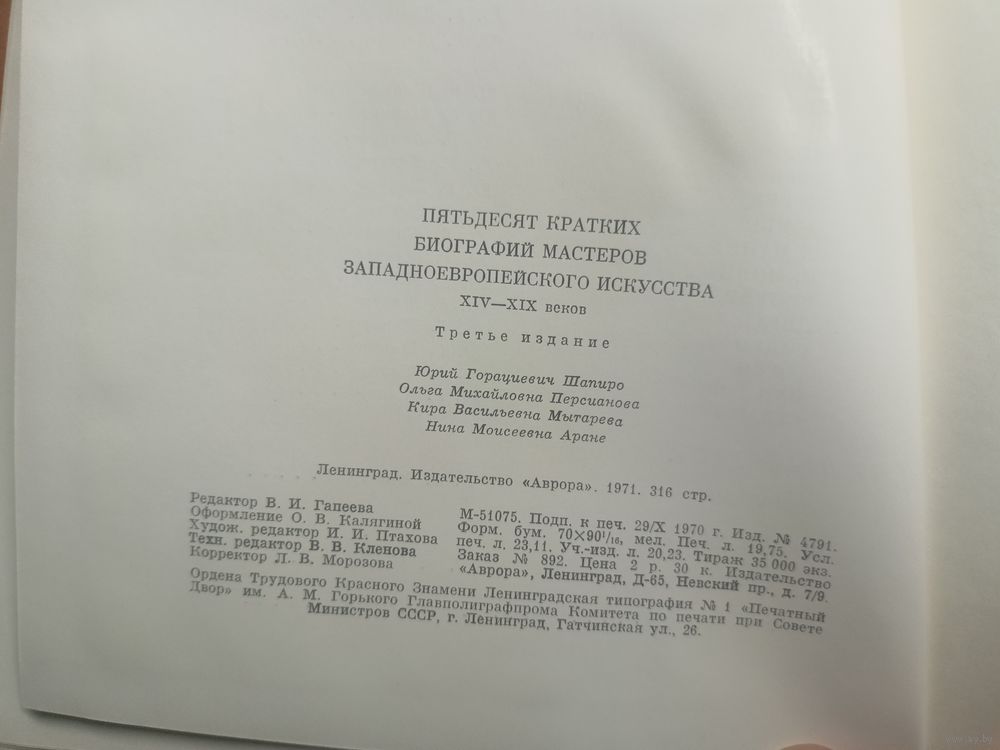 ПЯТЬДЕСЯТ КРАТКИХ
БИОГРАФИЙ МАСТЕРОВ
ЗАПАДНОЕВРОПЕЙСКОГО ИСКУССТВА
XIV—XIX веков
Третье издание
Юрий Горациевич Шапиро
Ольга Михайловна Персианова
Кира Васильевна Мытарева
Нина Моисеевна Аране
Ленинград. Издательство «Аврора». 1971. 316 стр.
Редактор В. И. Гапеева
Оформление О. В. Калягиной
Худож. редактор И. И. Птахова
Техн. редактор В. В. Кленова
Корректор Л. В. Морозова
М-51075. Подп. к печ. 29/X 1970 г. Изд. № 4791.
Форм. бум. 70×90¹/₁₆, мел. Печ. л. 19,75. Усл.
печ. л. 23,11. Уч.-изд. л. 20,23. Тираж 35 000 экз.
Заказ № 892. Цена 2 р. 30 к. Издательство
«Аврора», Ленинград, Д-65, Невский пр., д. 7/9.
Ордена Трудового Красного Знамени Ленинградская типография № 1 «Печатный
Двор» им. А. М. Горького Главполиграфпрома Комитета по печати при Совете
Министров СССР, г. Ленинград, Гатчинская ул., 26.